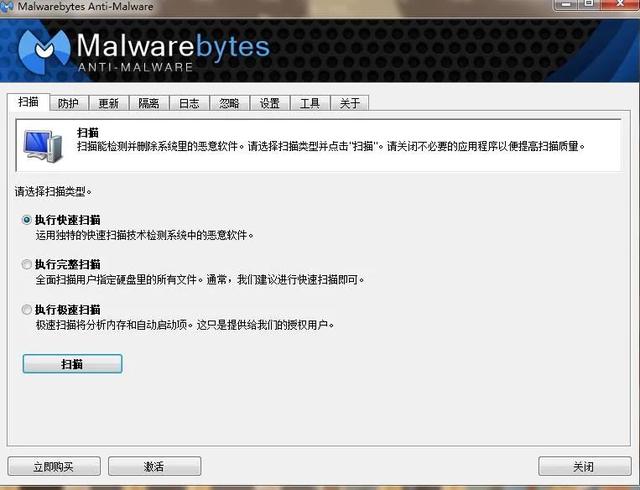 Malwarebytes Anti-Malware
Malwarebytes
ANTI-MALWARE
扫描 防护 更新 隔离 日志 忽略 设置 工具 关于
扫描
扫描能检测并删除系统里的恶意软件。请选择扫描类型并点击"扫描"。请关闭不必要的应用程序以便提高扫描质量。
请选择扫描类型。
执行快速扫描
运用独特的快速扫描技术检测系统中的恶意软件。
执行完整扫描
全面扫描用户指定硬盘里的所有文件。通常，我们建议进行快速扫描即可。
执行极速扫描
极速扫描将分析内存和自动启动项。这只是提供给我们的授权用户。
扫描
立即购买 激活 关闭